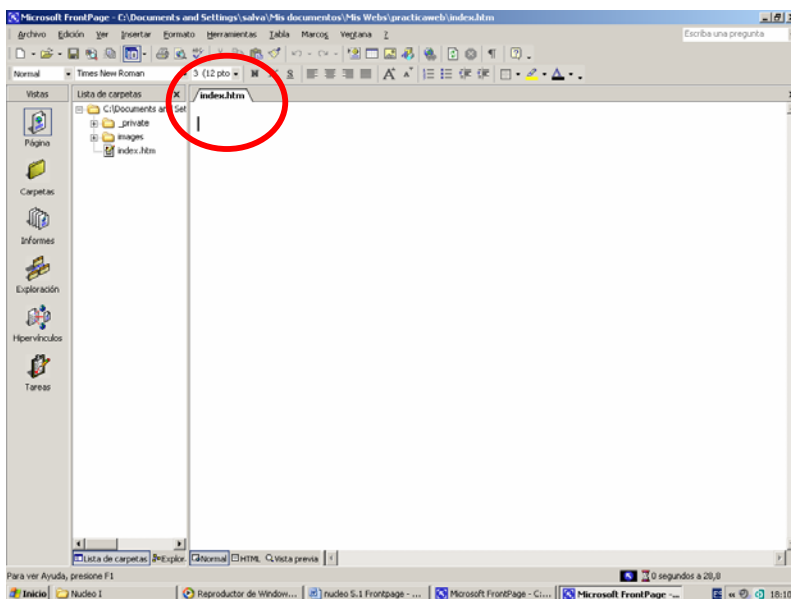 Microsoft FrontPage - C:\Documents and Settings\salva\Mis documentos\Mis Webs\practicaweb\index.htm
Archivo Edición Ver Insertar Formato Herramientas Tabla Marcos Ventana ?
Escriba una pregunta
Normal Times New Roman 3 (12 pto
N S
Vistas
Lista de carpetas
index.htm
C:\Documents and Set
_private
images
index.htm
Página
Carpetas
Informes
Exploración
Hipervínculos
Tareas
Lista de carpetas Explor. Normal HTML Vista previa
Para ver Ayuda, presione F1
0 segundos a 28,8
Inicio Nucleo I Reproductor de Window... nucleo 5.1 Frontpage - ... Microsoft FrontPage - C:... Microsoft FrontPage -... 18:10